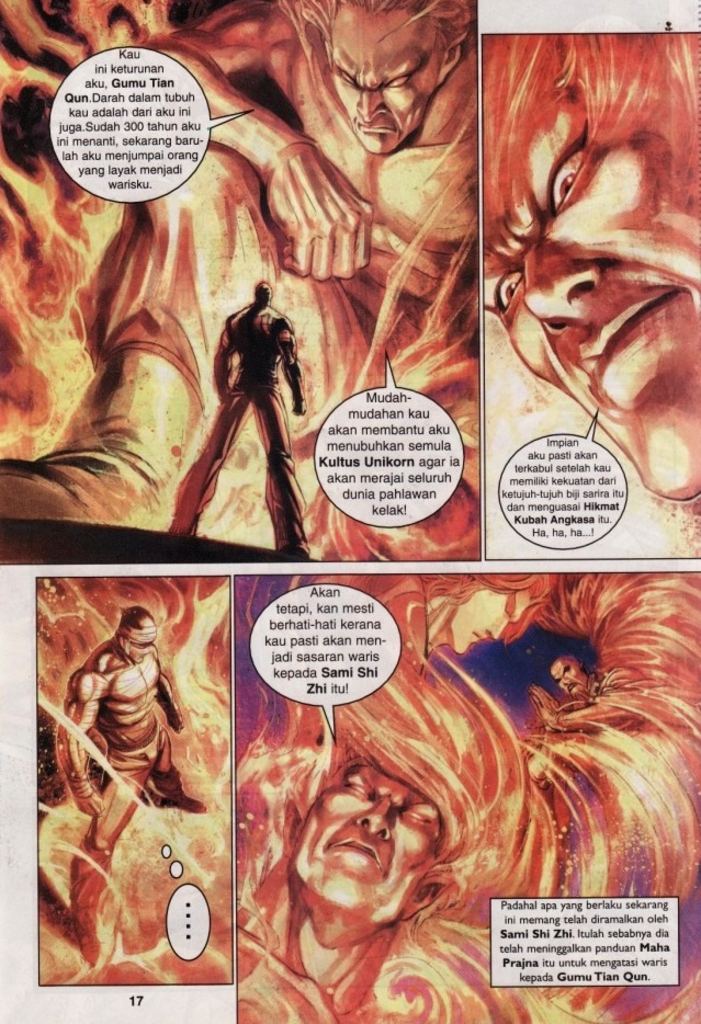 Kau
ini keturunan
aku, Gumu Tian
Qun.Darah dalam tubuh
kau adalah dari aku ini
juga.Sudah 300 tahun aku
ini menanti, sekarang baru-
lah aku menjumpai orang
yang layak menjadi
warisku.
Mudah-
mudahan kau
akan membantu aku
menubuhkan semula
Kultus Unikorn agar ia
akan merajai seluruh
dunia pahlawan
kelak!
Impian
aku pasti akan
terkabul setelah kau
memiliki kekuatan dari
ketujuh-tujuh biji sarira itu
dan menguasai Hikmat
Kubah Angkasa itu.
Ha, ha, ha...!
....
Akan
tetapi, kan mesti
berhati-hati kerana
kau pasti akan men-
jadi sasaran waris
kepada Sami Shi
Zhi itu!
Padahal apa yang berlaku sekarang
ini memang telah diramalkan oleh
Sami Shi Zhi. Itulah sebabnya dia
telah meninggalkan panduan Maha
Prajna itu untuk mengatasi waris
kepada Gumu Tian Qun.
17